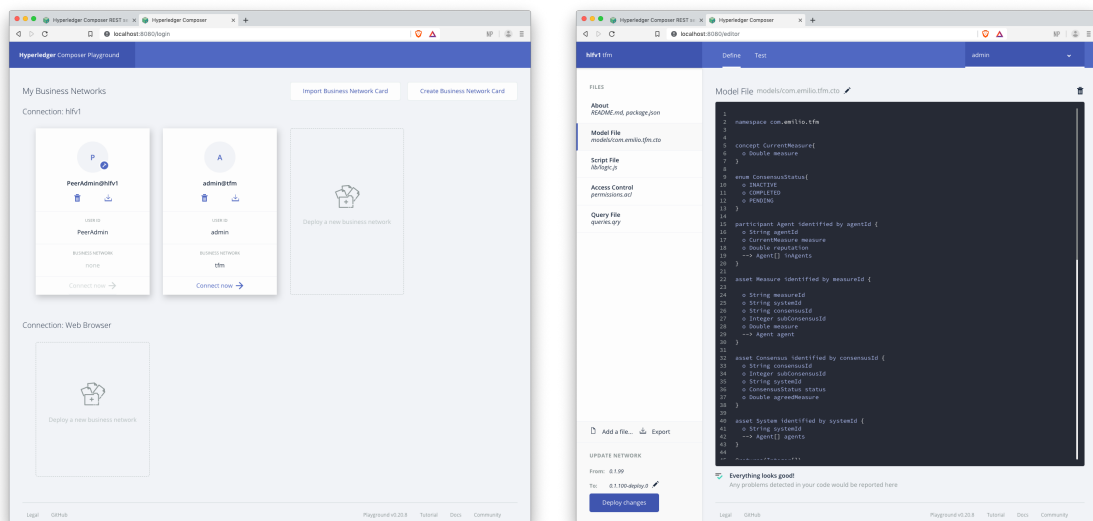 Hyperledger Composer REST se
Hyperledger Composer
localhost:8080/login
NP
Hyperledger Composer Playground
My Business Networks
Import Business Network Card
Create Business Network Card
Connection: hlfv1
P
PeerAdmin@hlfv1
USER ID
PeerAdmin
BUSINESS NETWORK
none
Connect now →
A
admin@tfm
USER ID
admin
BUSINESS NETWORK
tfm
Connect now →
Deploy a new business network
Connection: Web Browser
Deploy a new business network
Legal GitHub
Playground v0.20.8 Tutorial Docs Community
Hyperledger Composer REST se
Hyperledger Composer
localhost:8080/editor
NP
hlfv1 tfm
Define Test
admin
FILES
About
README.md, package.json
Model File
models/com.emilio.tfm.cto
Script File
lib/logic.js
Access Control
permissions.acl
Query File
queries.qry
Add a file... Export
UPDATE NETWORK
From: 0.1.99
To: 0.1.100-deploy.0
Deploy changes
Model File models/com.emilio.tfm.cto
1
2 namespace com.emilio.tfm
3
4
5 concept CurrentMeasure{
6 o Double measure
7 }
8
9 enum ConsensusStatus{
10 o INACTIVE
11 o COMPLETED
12 o PENDING
13 }
14
15 participant Agent identified by agentId {
16 o String agentId
17 o CurrentMeasure measure
18 o Double reputation
19 --> Agent[] inAgents
20 }
21
22 asset Measure identified by measureId {
23
24 o String measureId
25 o String systemId
26 o String consensusId
27 o Integer subConsensusId
28 o Double measure
29 --> Agent agent
30 }
31
32 asset Consensus identified by consensusId {
33 o String consensusId
34 o Integer subConsensusId
35 o String systemId
36 o ConsensusStatus status
37 o Double agreedMeasure
38 }
39
40 asset System identified by systemId {
41 o String systemId
42 --> Agent[] agents
43 }
44
Everything looks good!
Any problems detected in your code would be reported here
Legal GitHub
Playground v0.20.8 Tutorial Docs Community